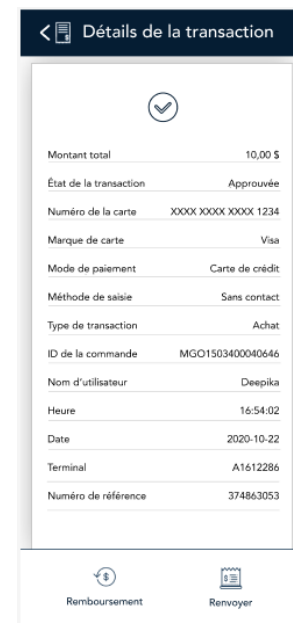 Détails de la transaction
Montant total 10,00 $
État de la transaction Approuvée
Numéro de la carte XXXX XXXX XXXX 1234
Marque de carte Visa
Mode de paiement Carte de crédit
Méthode de saisie Sans contact
Type de transaction Achat
ID de la commande MGO1503400040646
Nom d'utilisateur Deepika
Heure 16:54:02
Date 2020-10-22
Terminal A1612286
Numéro de référence 374863053
Remboursement Renvoyer